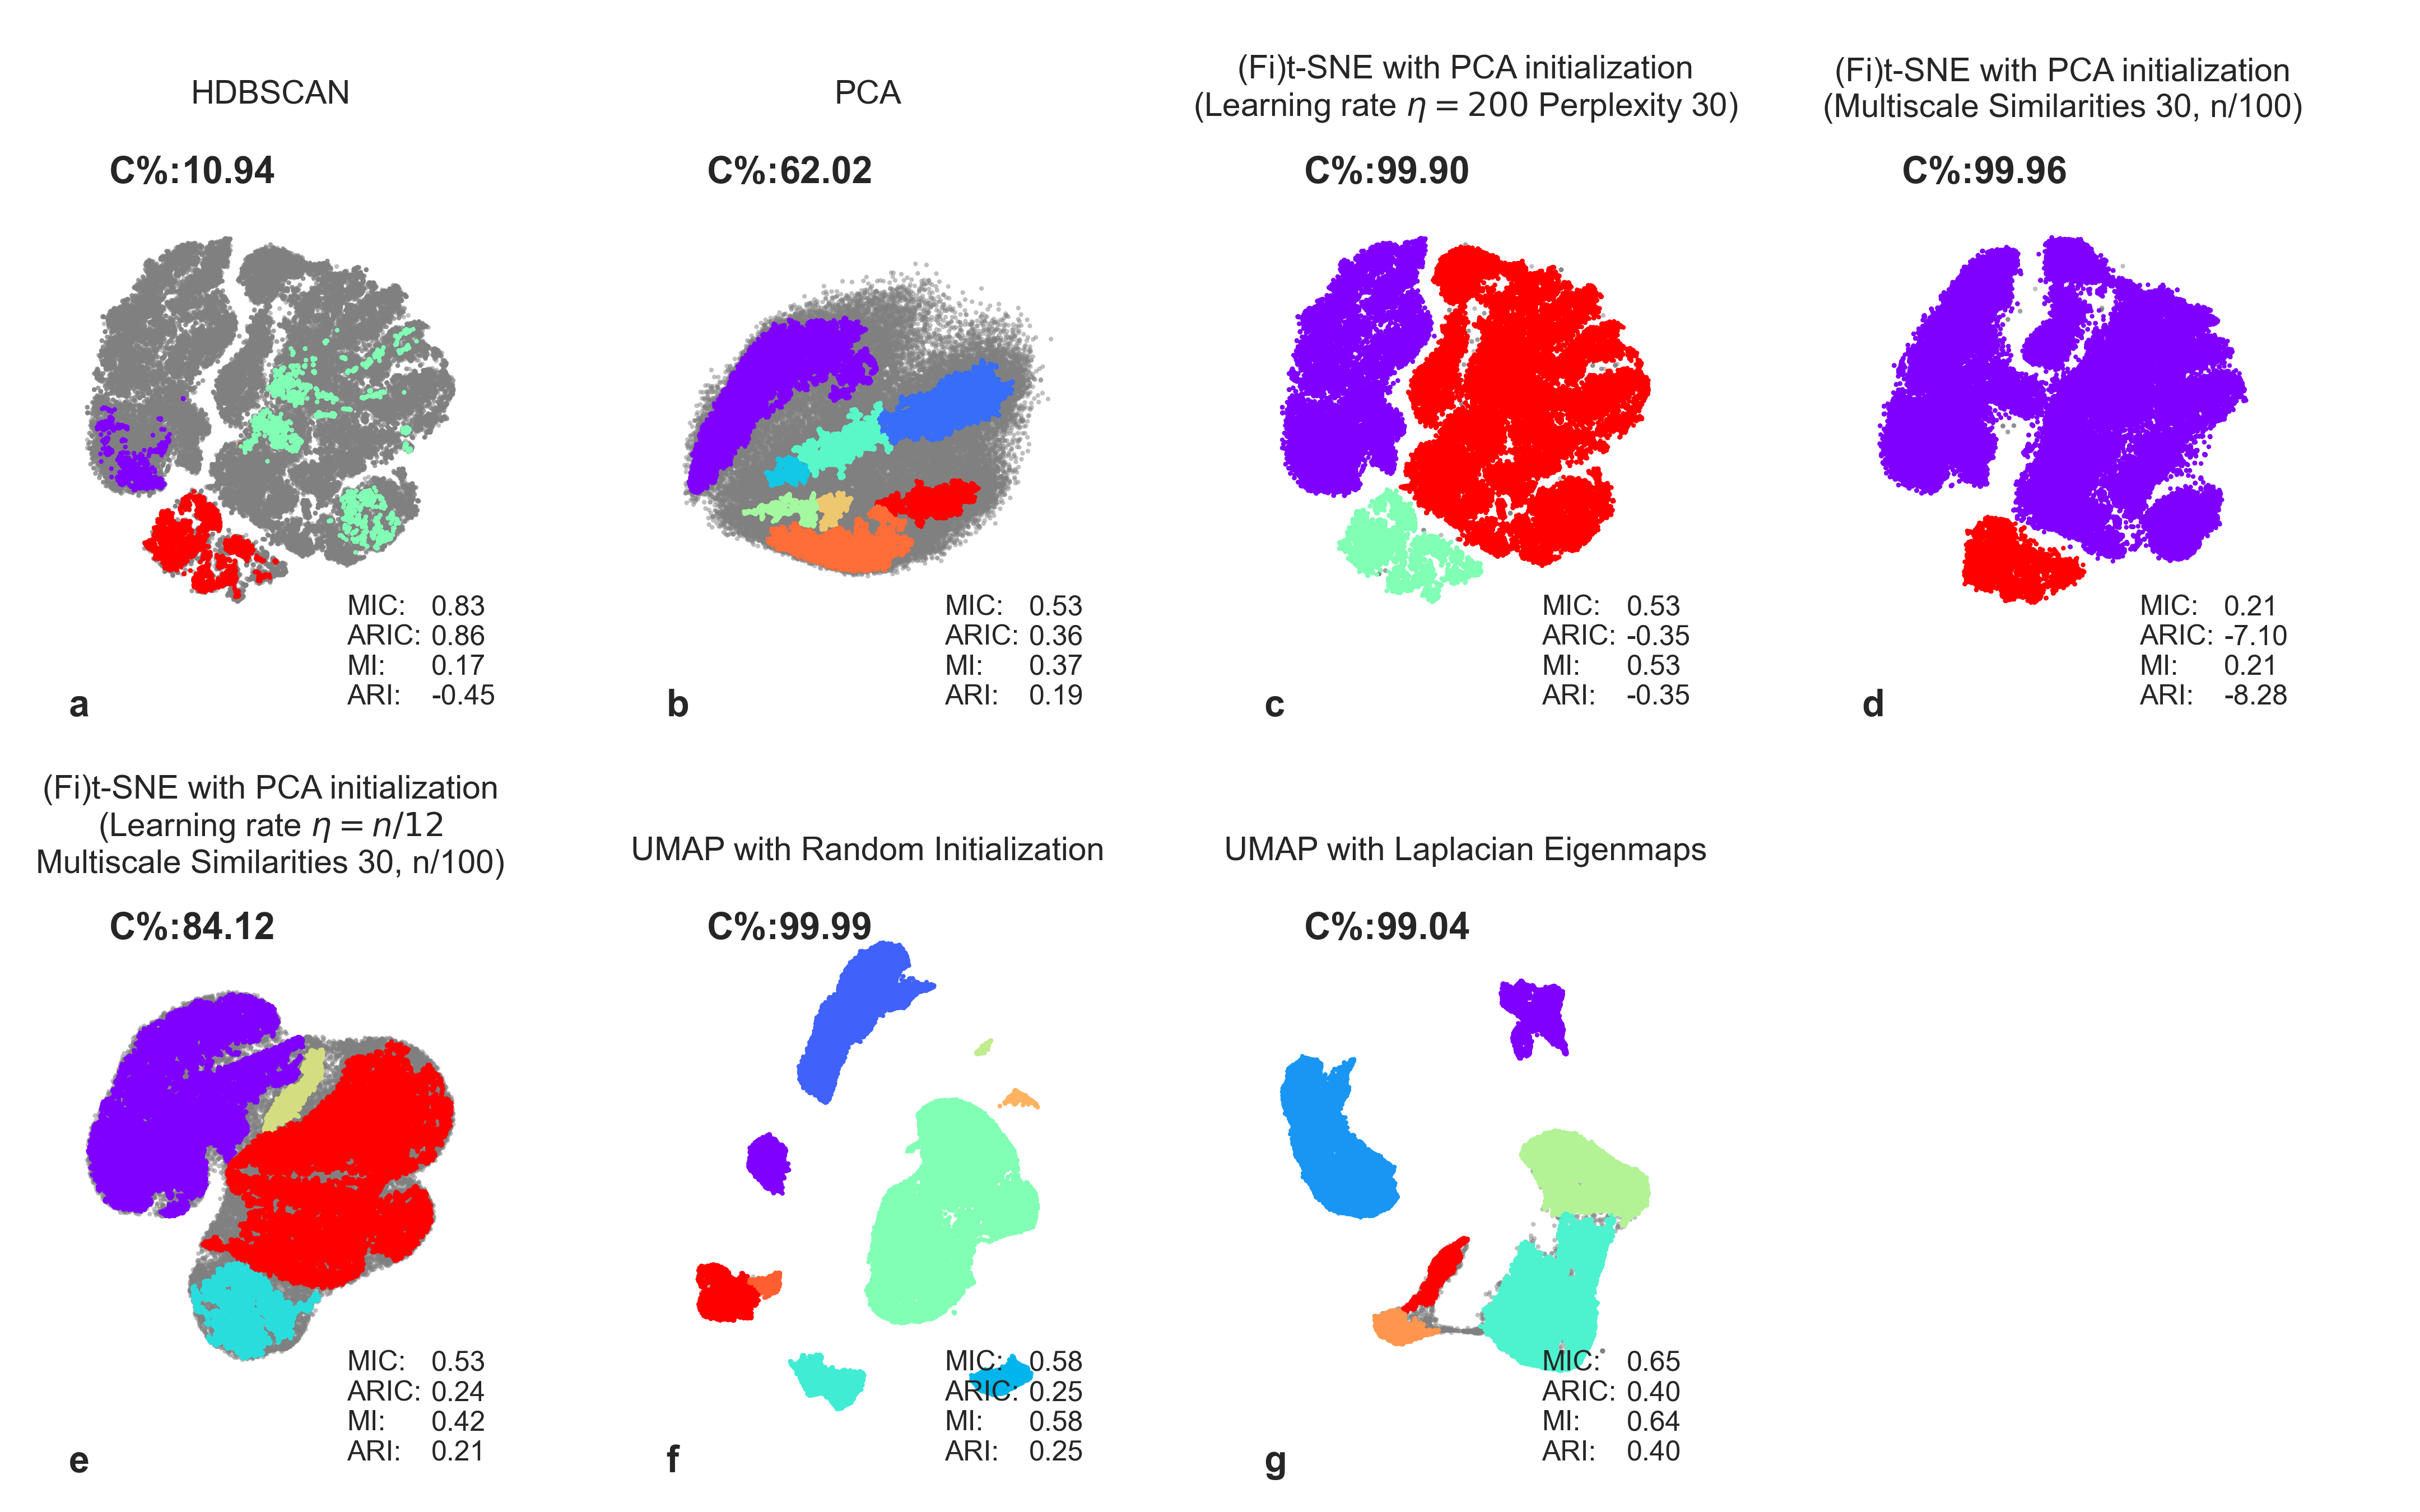 HDBSCAN
C%:10.94
MIC: 0.83
ARIC: 0.86
MI: 0.17
ARI: -0.45
a
PCA
C%:62.02
MIC: 0.53
ARIC: 0.36
MI: 0.37
ARI: 0.19
b
(Fi)t-SNE with PCA initialization
(Learning rate η = 200 Perplexity 30)
C%:99.90
MIC: 0.53
ARIC: -0.35
MI: 0.53
ARI: -0.35
c
(Fi)t-SNE with PCA initialization
(Multiscale Similarities 30, n/100)
C%:99.96
MIC: 0.21
ARIC: -7.10
MI: 0.21
ARI: -8.28
d
(Fi)t-SNE with PCA initialization
(Learning rate η = n/12
Multiscale Similarities 30, n/100)
C%:84.12
MIC: 0.53
ARIC: 0.24
MI: 0.42
ARI: 0.21
e
UMAP with Random Initialization
C%:99.99
MIC: 0.58
ARIC: 0.25
MI: 0.58
ARI: 0.25
f
UMAP with Laplacian Eigenmaps
C%:99.04
MIC: 0.65
ARIC: 0.40
MI: 0.64
ARI: 0.40
g